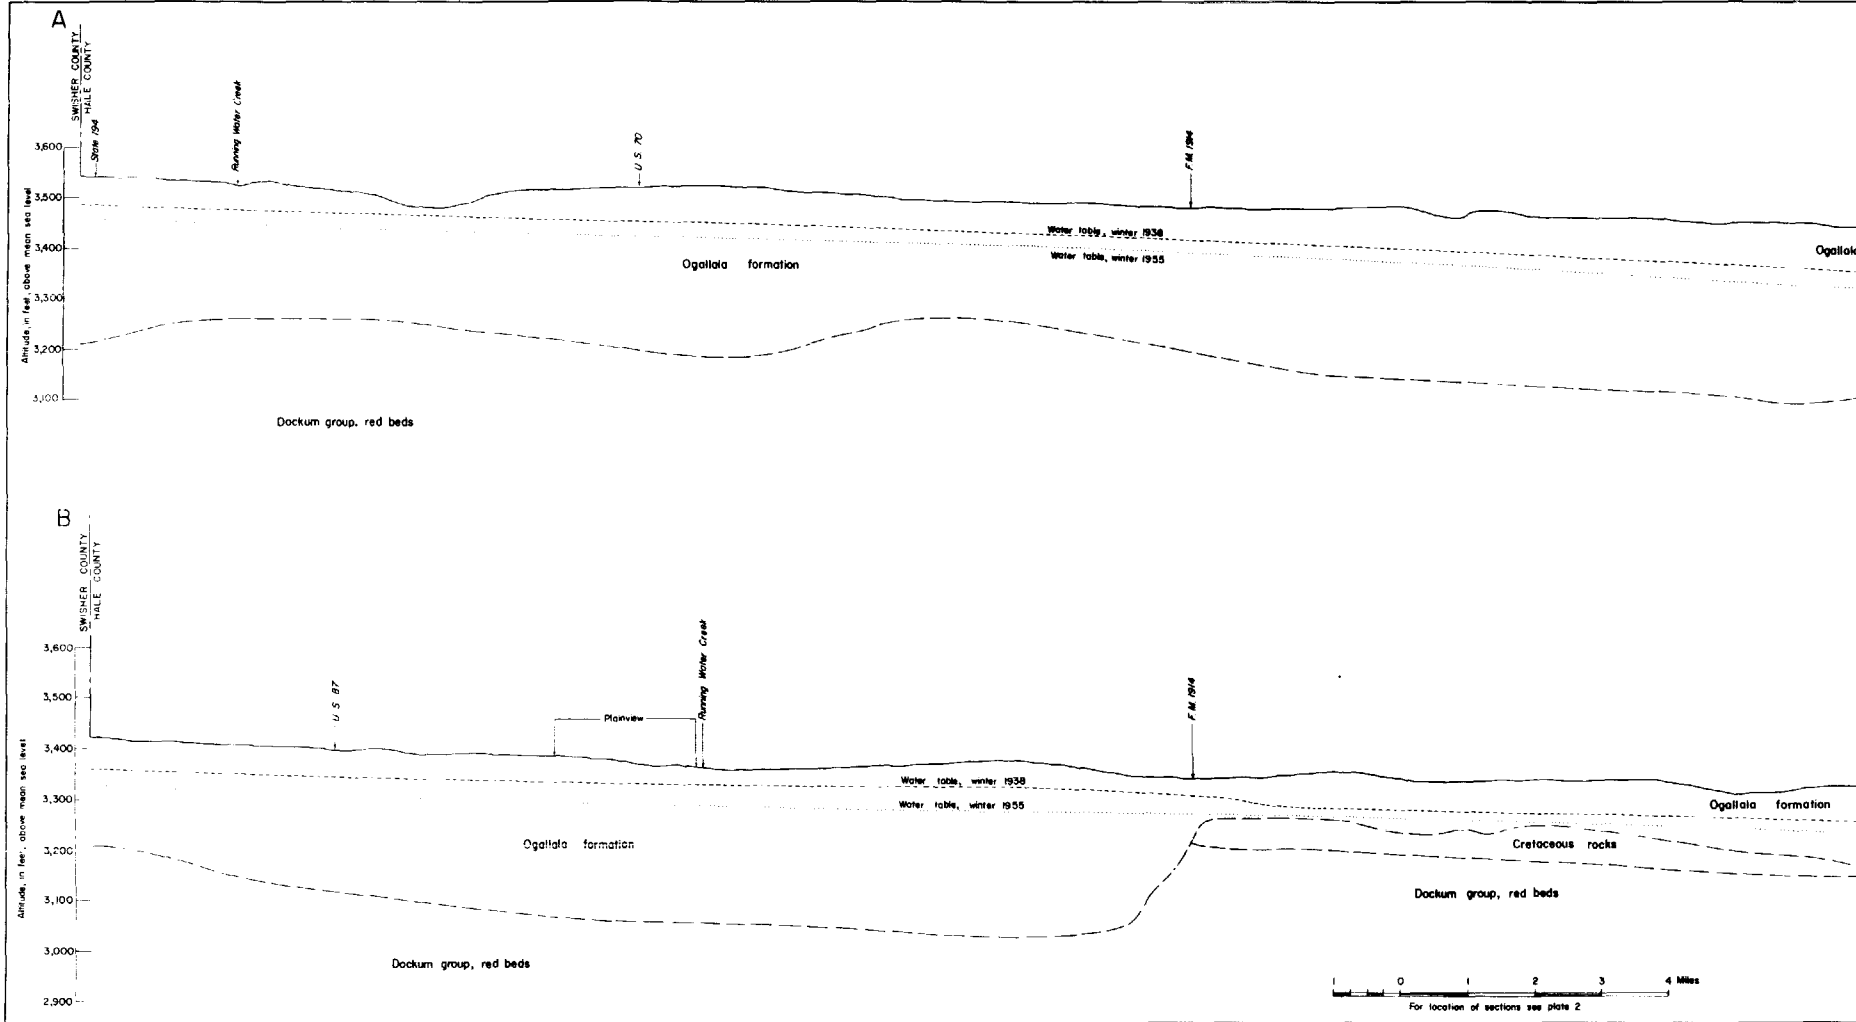 A
SWISHER COUNTY
HALE COUNTY
State 194
Running Water Creek
U S. 70
F.M. 1914
3,600
3,500
3,400
3,300
3,200
3,100
Altitude, in feet, above mean sea level
Water table, winter 1938
Water table, winter 1955
Ogallala formation
Ogallala
Dockum group, red beds
B
SWISHER COUNTY
HALE COUNTY
U S 87
Plainview
Running Water Creek
F.M. 1914
3,600
3,500
3,400
3,300
3,200
3,100
3,000
2,900
Altitude, in feet, above mean sea level
Water table, winter 1938
Water table, winter 1955
Ogallala formation
Ogallala formation
Cretaceous rocks
Dockum group, red beds
Dockum group, red beds
1 0 1 2 3 4 Miles
For location of sections see plate 2